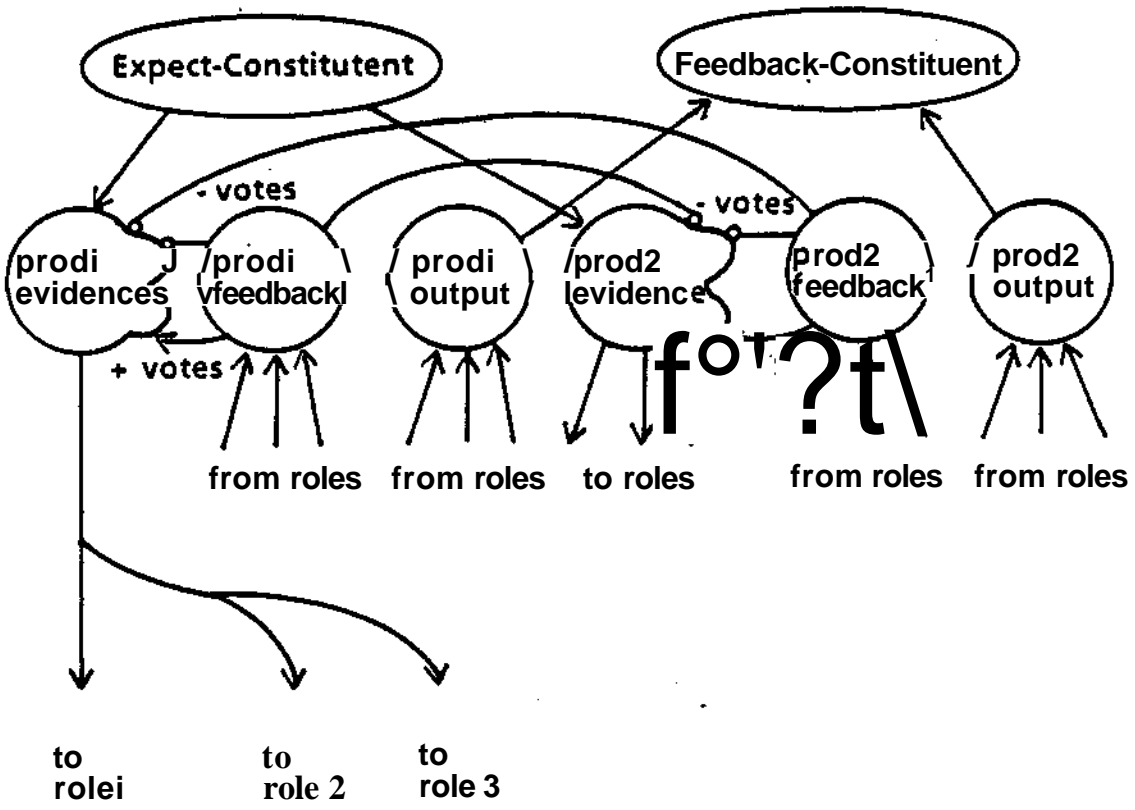 Expect-Constitutent
Feedback-Constituent
- votes
- votes
prodi
evidences
prodi
vfeedbackl
prodi
output
prod2
levidence
prod2
feedback
prod2
output
+ votes
f°'?t\
from roles
from roles
to roles
from roles
from roles
to
rolei
to
role 2
to
role 3